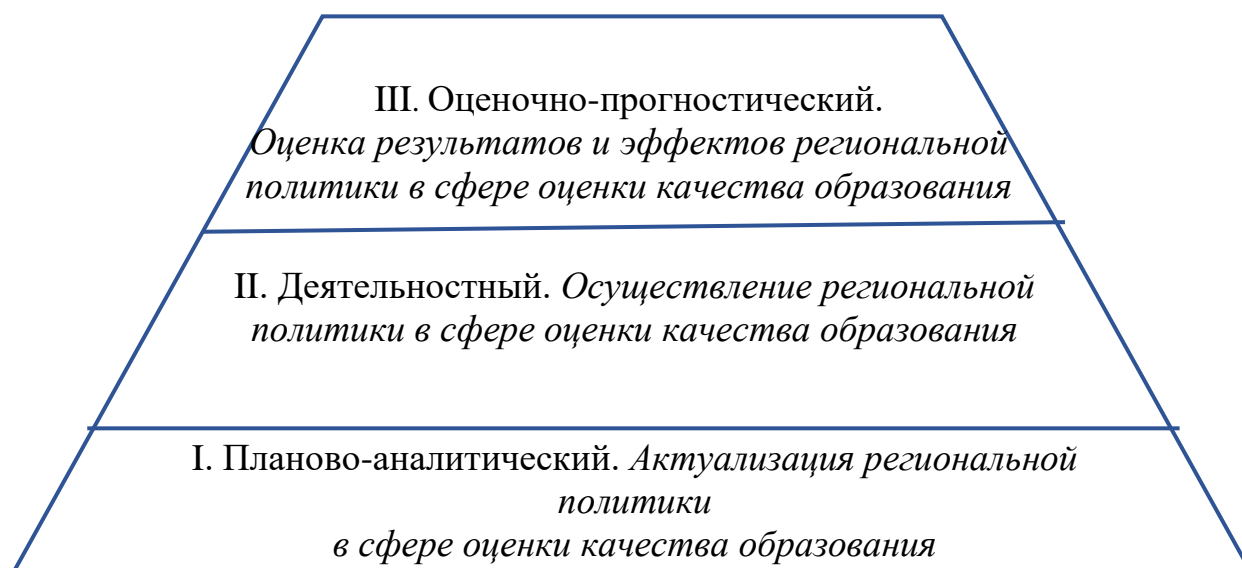 III. Оценочно-прогностический.
Оценка результатов и эффектов региональной
политики в сфере оценки качества образования
II. Деятельностный. Осуществление региональной
политики в сфере оценки качества образования
I. Планово-аналитический. Актуализация региональной
политики
в сфере оценки качества образования